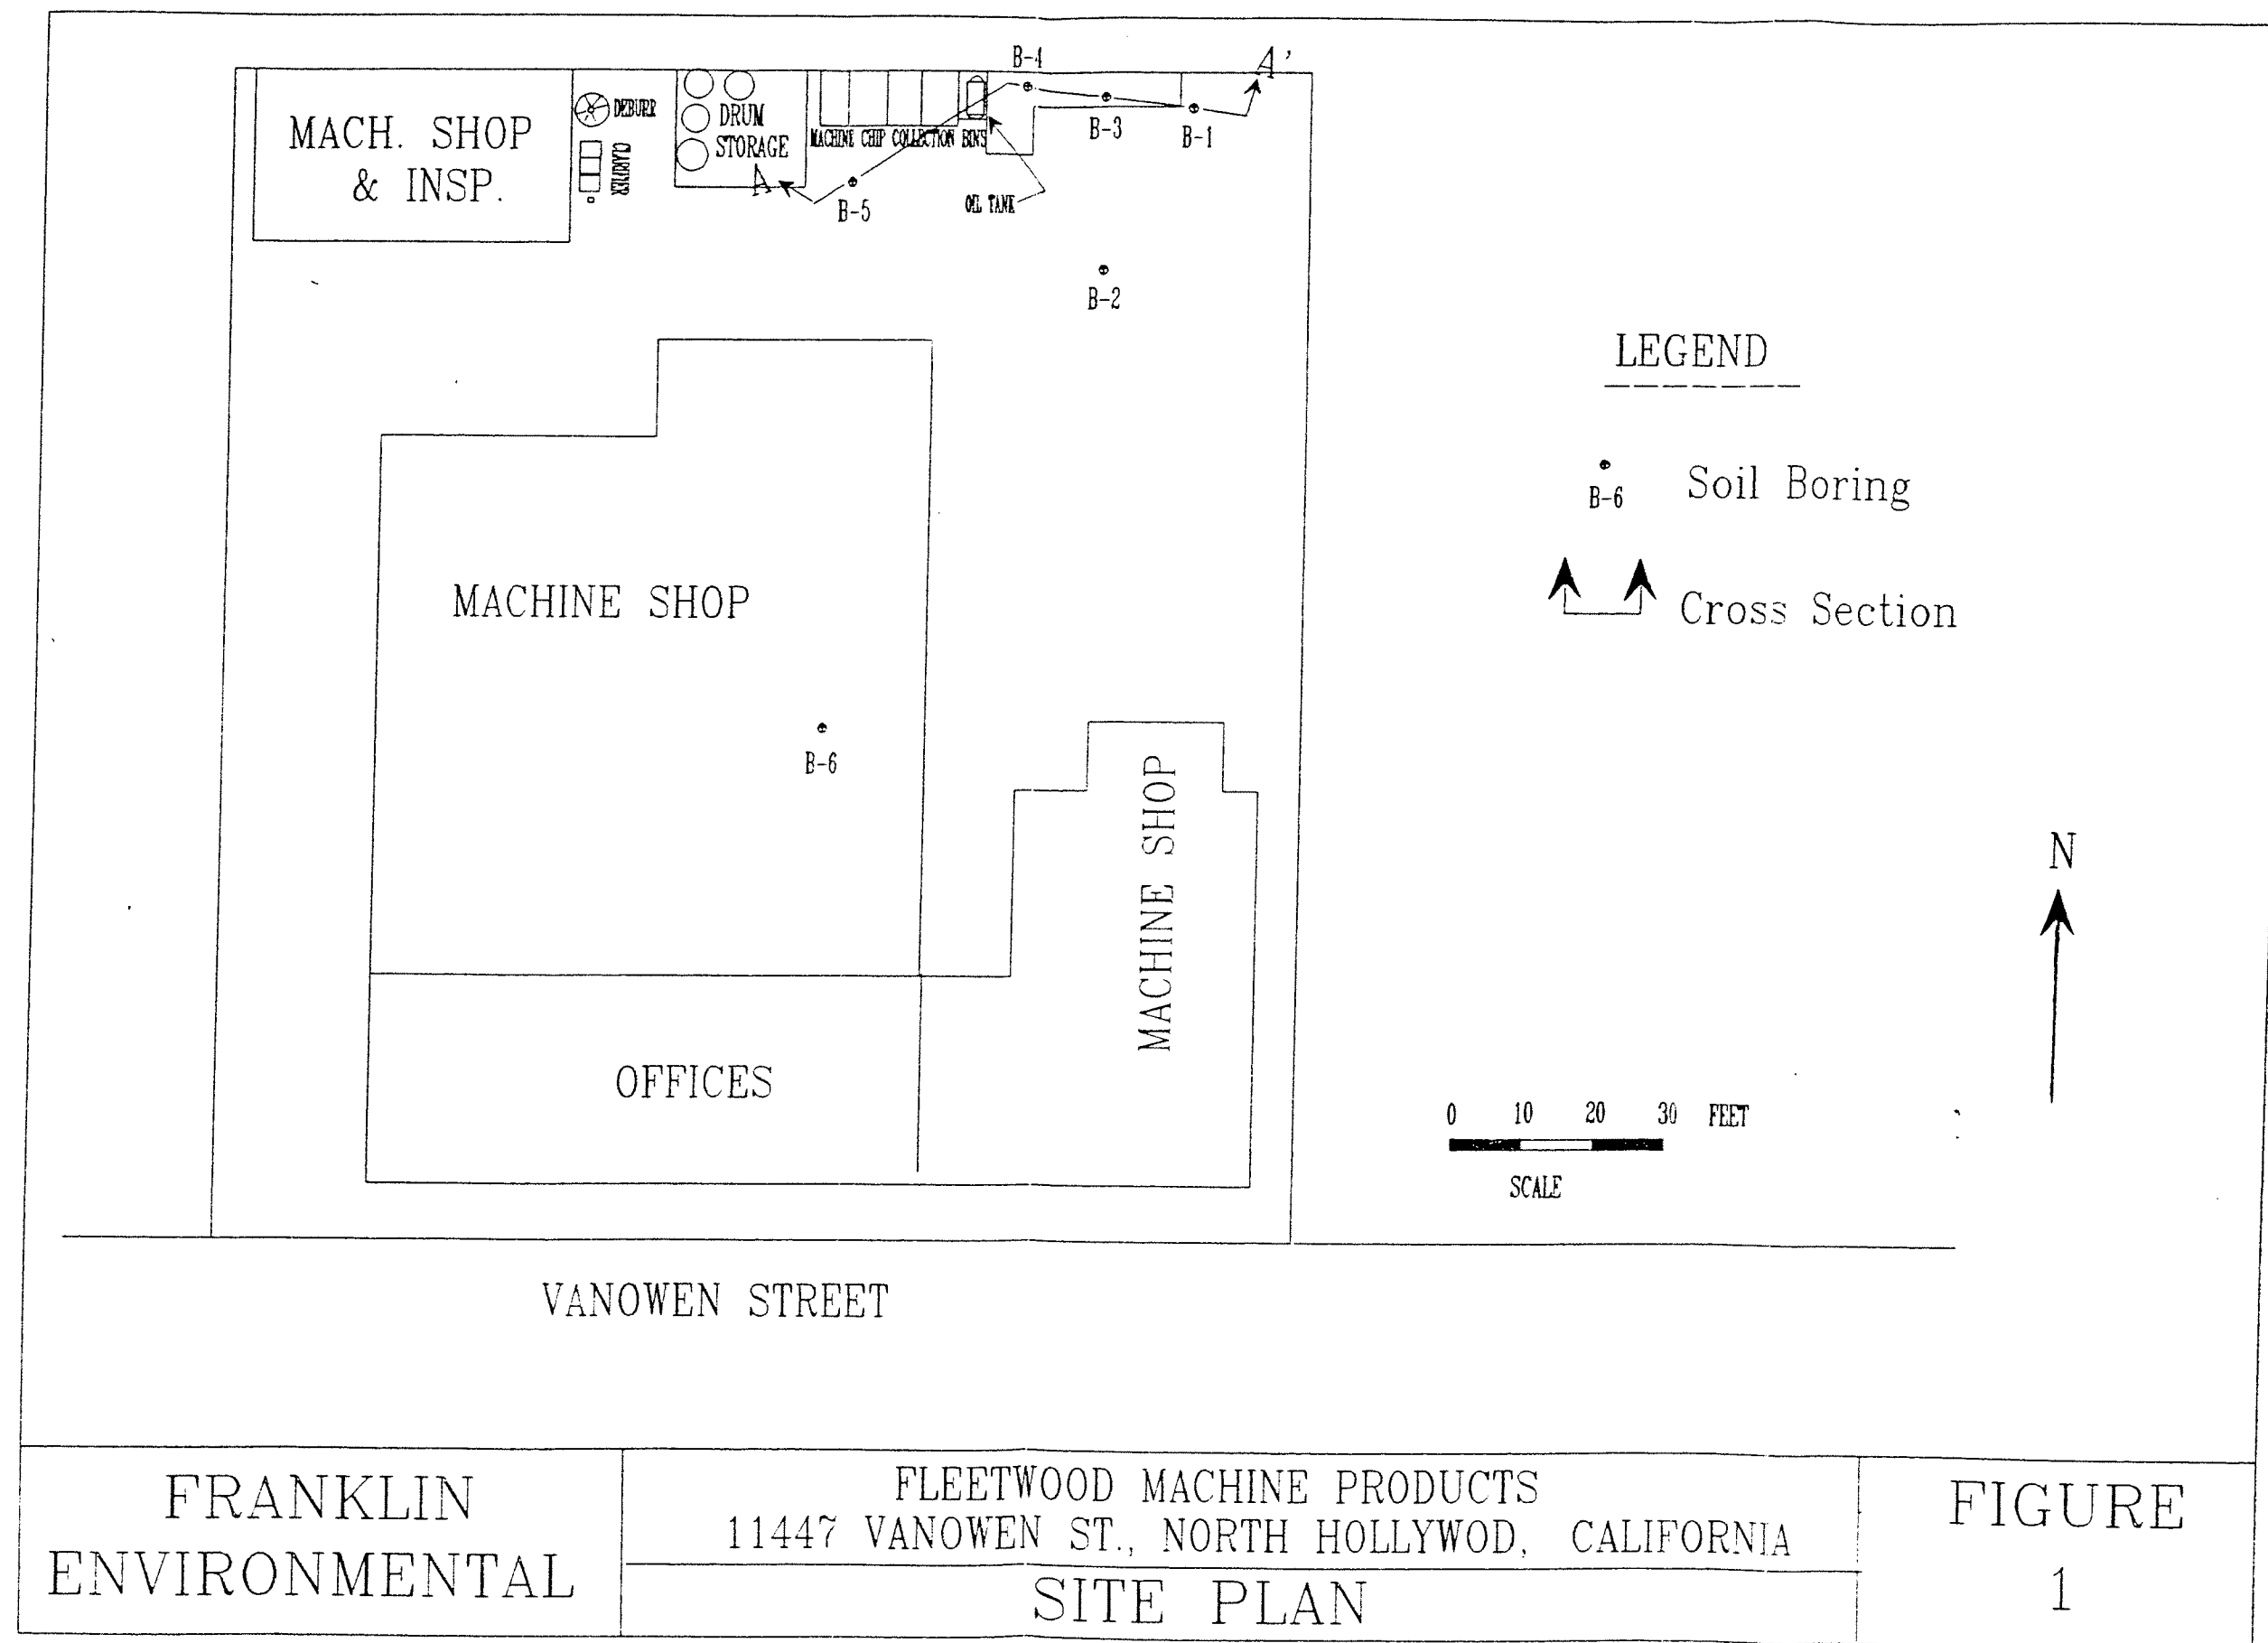 B-4
A'
MACH. SHOP
& INSP.
DEBURR
CLARIFIER
DRUM
STORAGE
A
MACHINE CHIP COLLECTION BINS
B-3
B-1
B-5
OIL TANK
B-2
LEGEND
B-6
Soil Boring
Cross Section
MACHINE SHOP
B-6
MACHINE SHOP
N
OFFICES
0 10 20 30 FEET
SCALE
VANOWEN STREET
FRANKLIN
ENVIRONMENTAL
FLEETWOOD MACHINE PRODUCTS
11447 VANOWEN ST., NORTH HOLLYWOD, CALIFORNIA
SITE PLAN
FIGURE
1